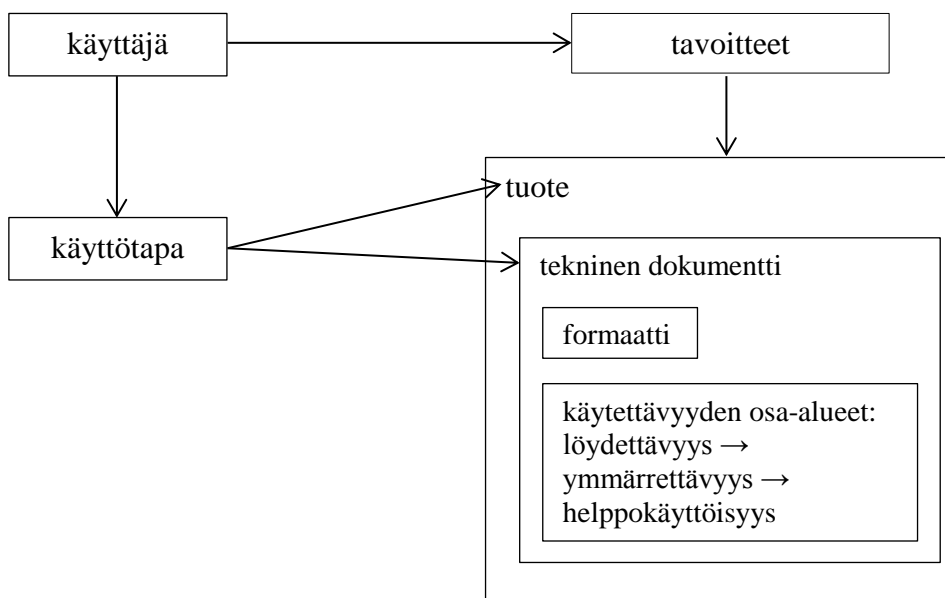 käyttäjä
tavoitteet
tuote
käyttötapa
tekninen dokumentti
formaatti
käytettävyyden osa-alueet:
löydettävyys →
ymmärrettävyys →
helppokäyttöisyys